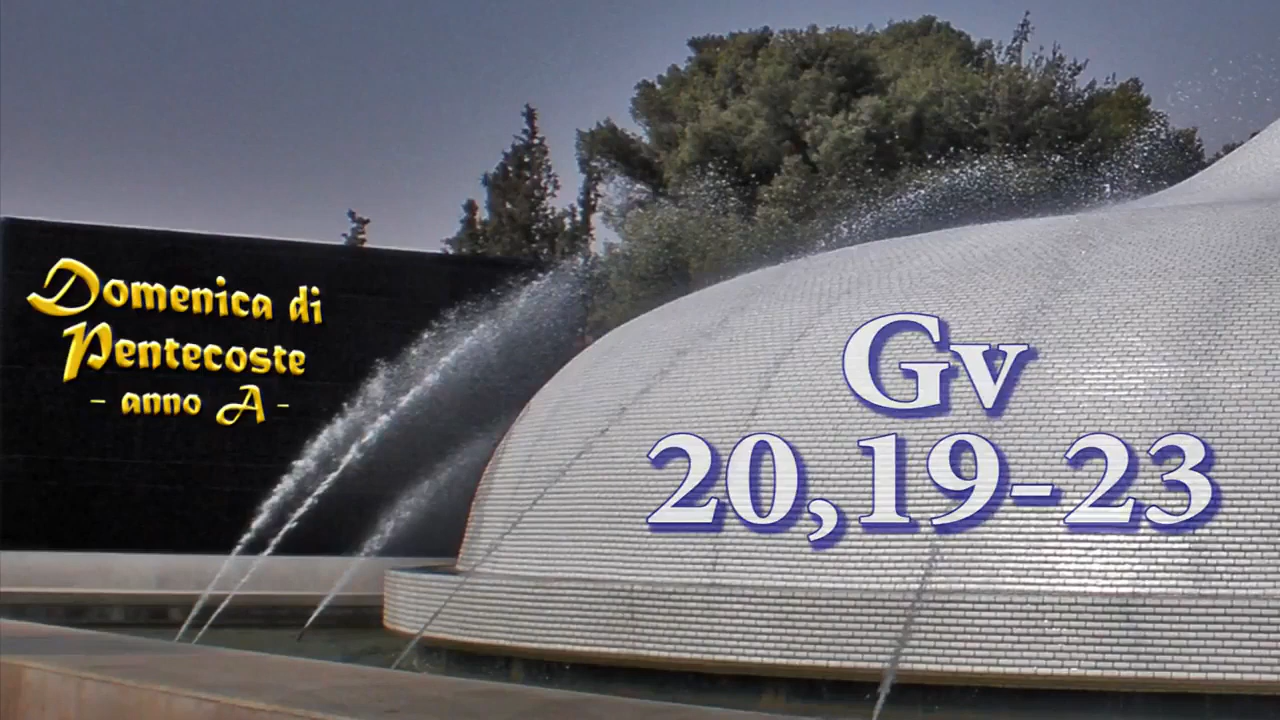 Domenica di
Pentecoste
- anno A -
Gv
20,19-23